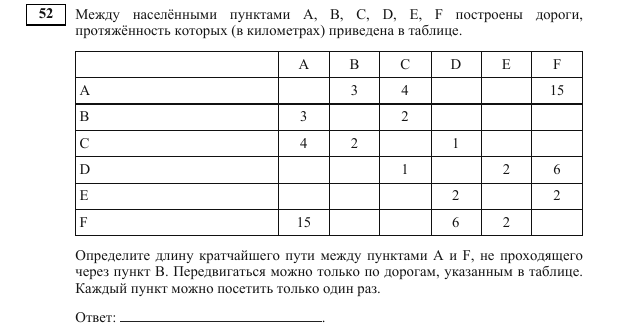 52 Между населёнными пунктами A, B, C, D, E, F построены дороги,
протяжённость которых (в километрах) приведена в таблице.
A B C D E F
A 3 4 15
B 3 2
C 4 2 1
D 1 2 6
E 2 2
F 15 6 2
Определите длину кратчайшего пути между пунктами A и F, не проходящего
через пункт B. Передвигаться можно только по дорогам, указанным в таблице.
Каждый пункт можно посетить только один раз.
Ответ: ________________________.